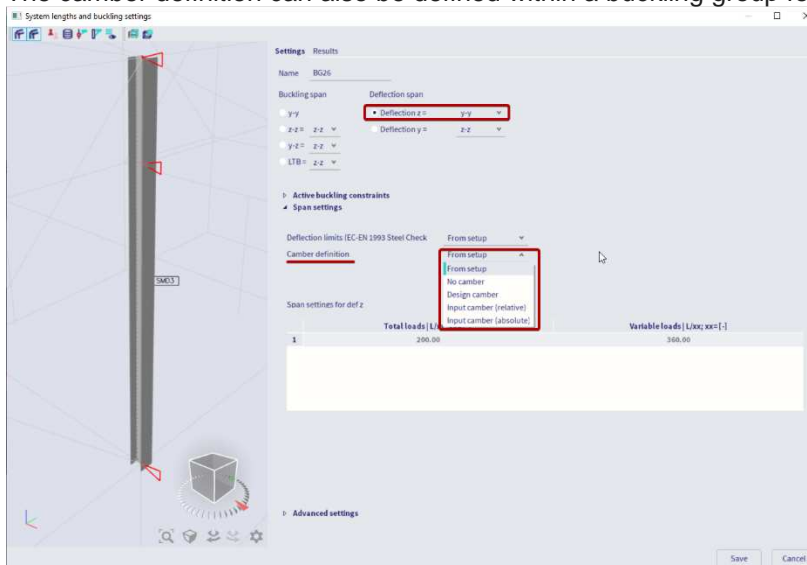 The camber definition can also be defined within a buckling group fo
System lengths and buckling settings
Settings Results
Name BG26
Buckling span Deflection span
y-y Deflection z = y-y
z-z = z-z Deflection y = z-z
y-z = z-z
LTB = z-z
Active buckling constraints
Span settings
Deflection limits (EC-EN 1993 Steel Check From setup
Camber definition From setup
From setup
No camber
Design camber
Input camber (relative)
Input camber (absolute)
SM03
Span settings for def z
Total loads | L/ Variable loads | L/xx; xx=[-]
1 200.00 360.00
Advanced settings
Save Cancel